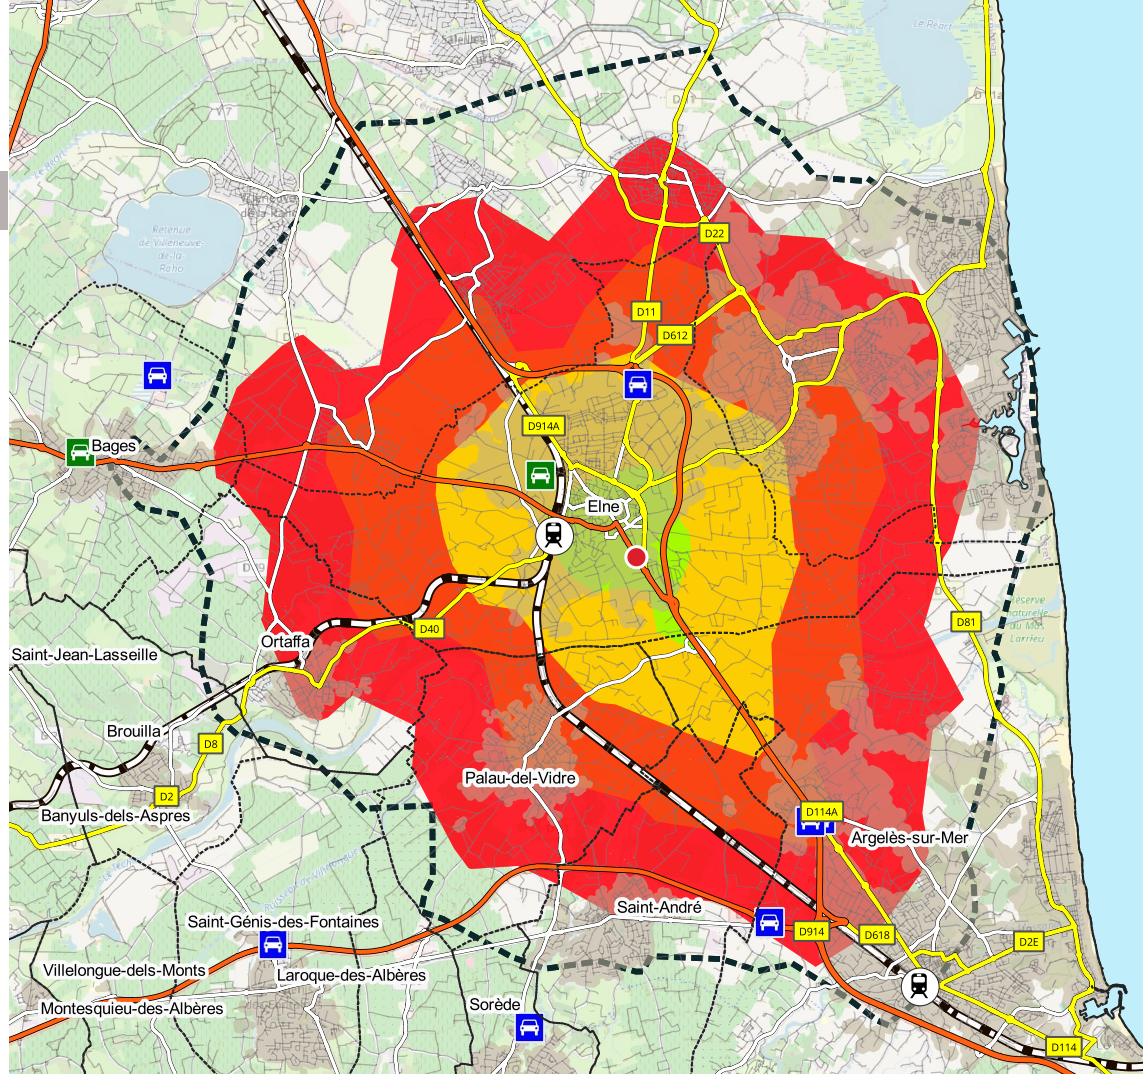 Le Réart
Retenue
de Villeneuve-
de-la-
Raho
D22
D11
D612
D914A
Bages
Elne
D40
Ortaffa
D81
Saint-Jean-Lasseille
Brouilla
D8
Palau-del-Vidre
D2
Banyuls-dels-Aspres
D114A
Argelès-sur-Mer
Saint-André
Saint-Génis-des-Fontaines
D914
D618
D2E
Villelongue-dels-Monts
Laroque-des-Albères
Montesquieu-des-Albères
Sorède
D114